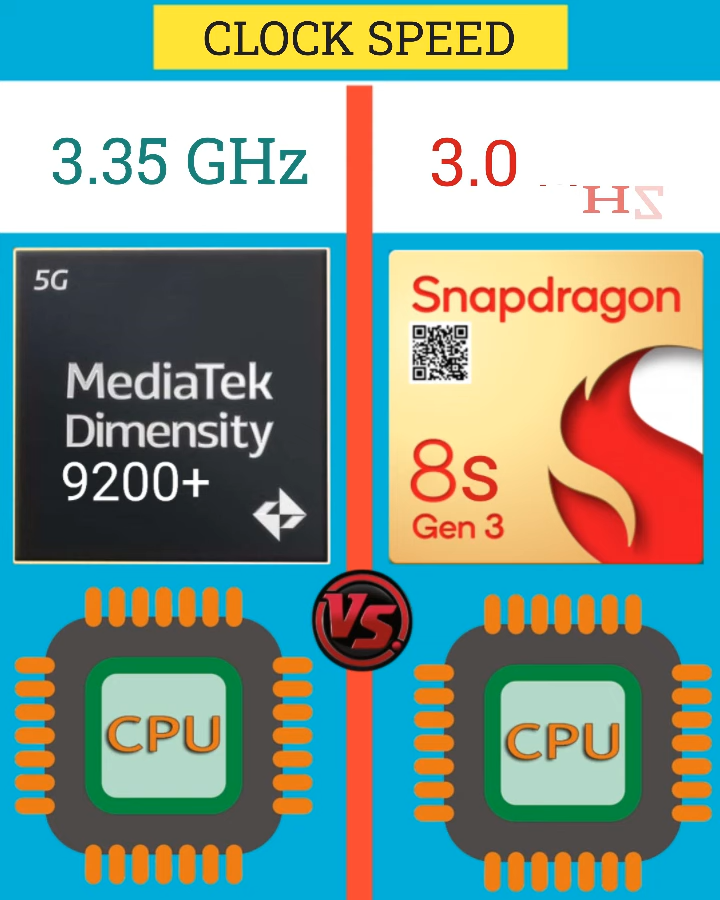 CLOCK SPEED
3.35 GHz
3.0
5G
MediaTek
Dimensity
9200+
Snapdragon
8s
Gen 3
VS.
CPU
CPU